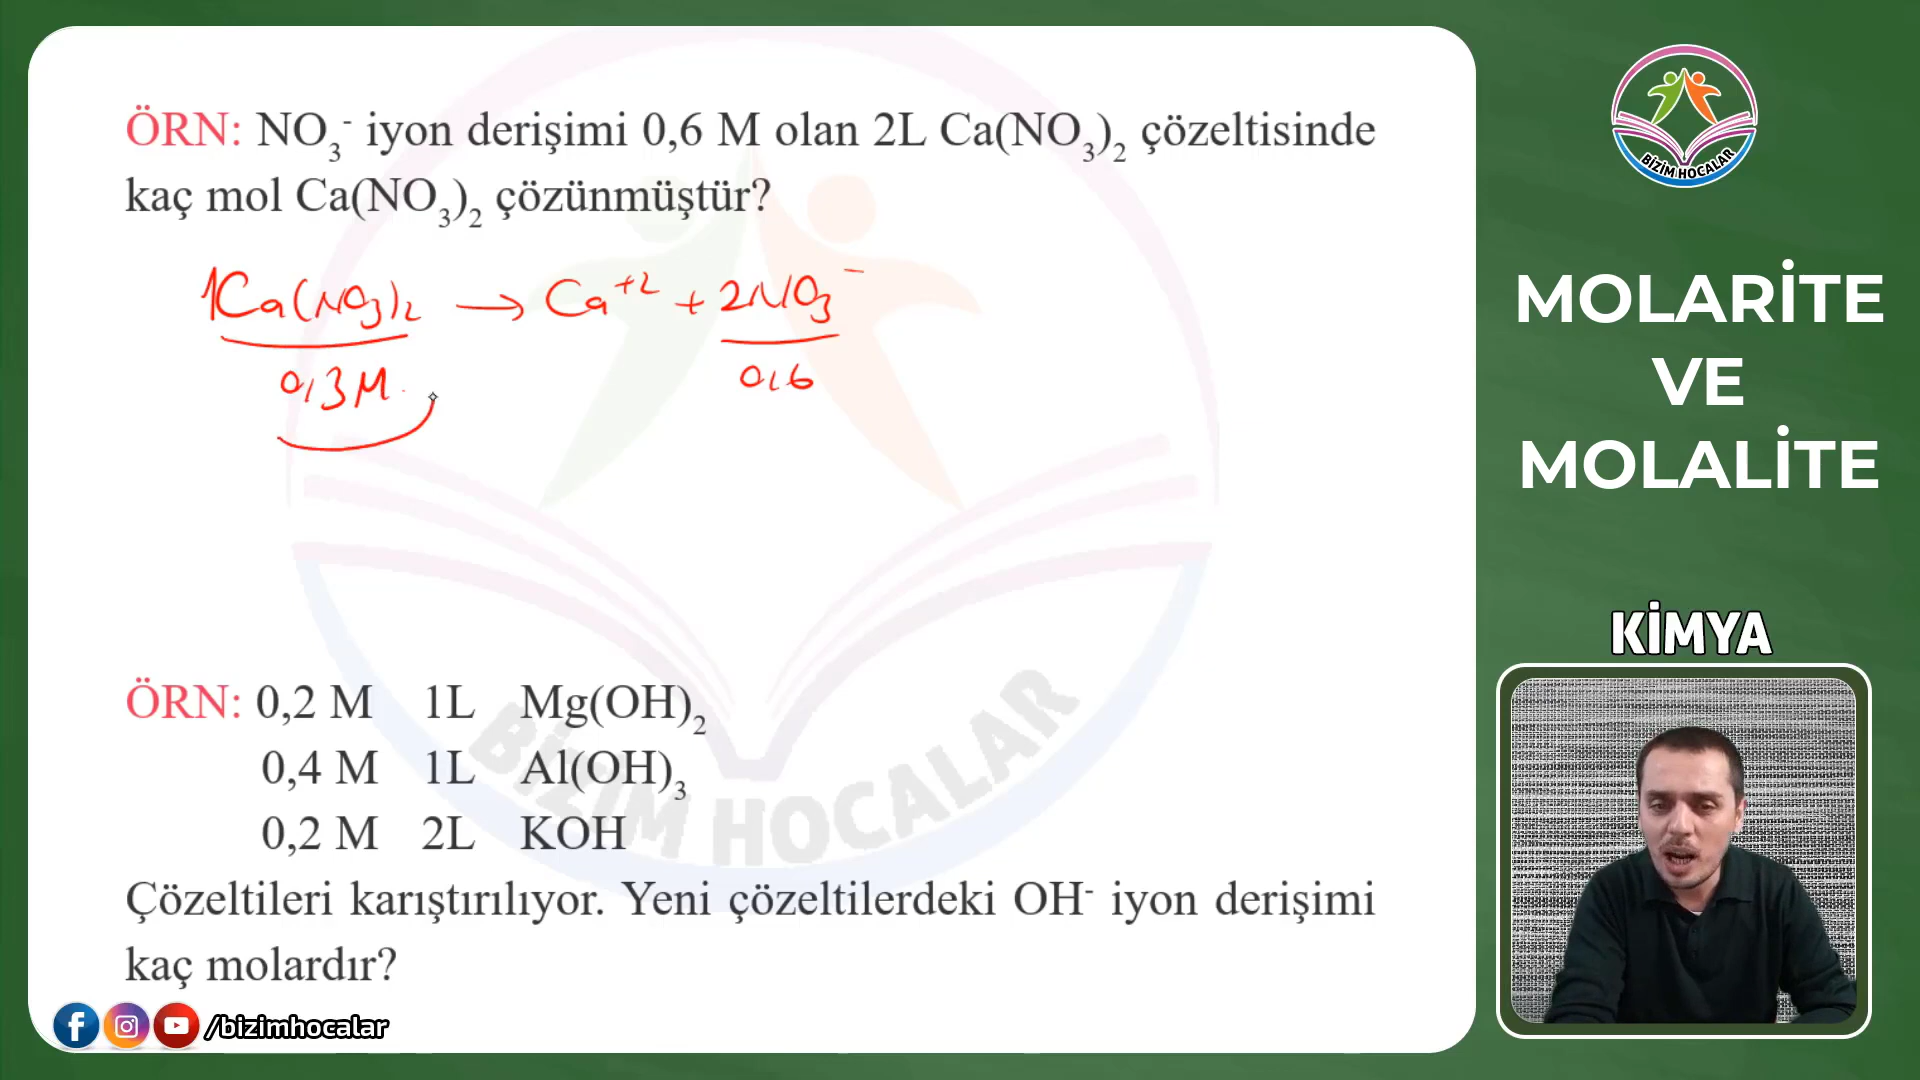 ÖRN: NO₃⁻ iyon derişimi 0,6 M olan 2L Ca(NO₃)₂ çözeltisinde
kaç mol Ca(NO₃)₂ çözünmüştür?
1Ca(NO₃)₂ → Ca⁺² + 2NO₃⁻
0,3M 0,6
ÖRN: 0,2 M 1L Mg(OH)₂
0,4 M 1L Al(OH)₃
0,2 M 2L KOH
Çözeltileri karıştırılıyor. Yeni çözeltilerdeki OH⁻ iyon derişimi
kaç molardır?
BİZİM HOCALAR
/bizimhocalar
BİZİM HOCALAR
MOLARİTE
VE
MOLALİTE
KİMYA